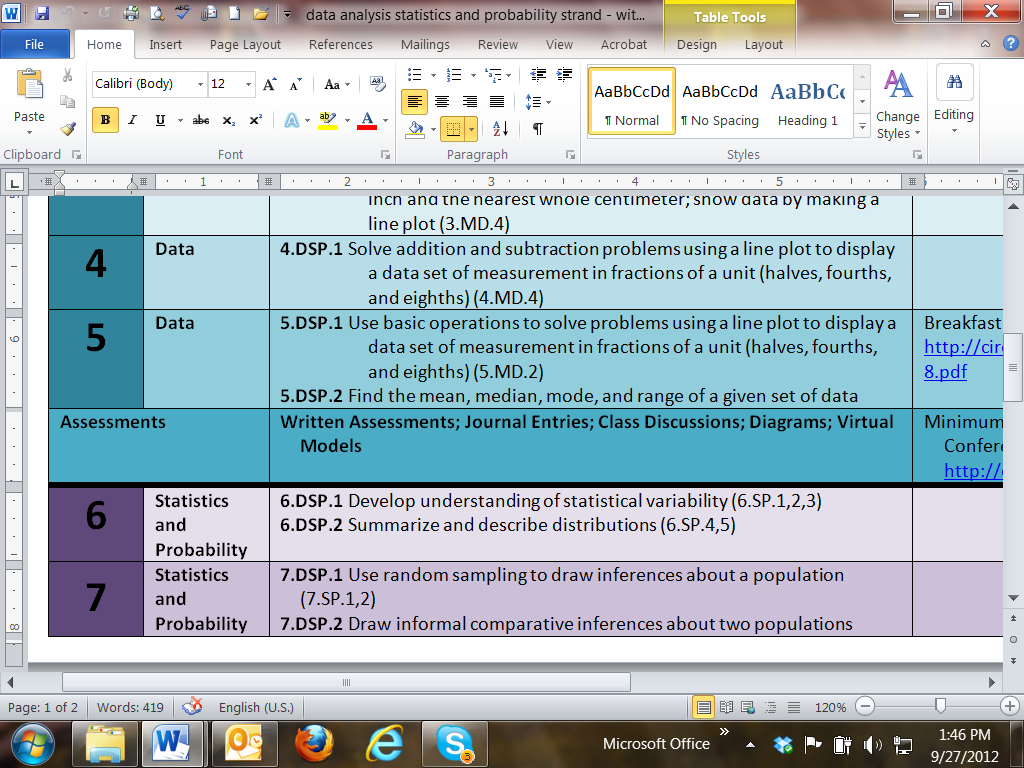 data analysis statistics and probability strand - wit...
Table Tools
File Home Insert Page Layout References Mailings Review View Acrobat Design Layout
Calibri (Body) 12
Paste
AaBbCcDd AaBbCcDd AaBbCc
¶ Normal ¶ No Spacing Heading 1
Change Styles
Editing
Clipboard Font Paragraph Styles
1 2 3 4 5
inch and the nearest whole centimeter; show data by making a
line plot (3.MD.4)
4 Data 4.DSP.1 Solve addition and subtraction problems using a line plot to display
a data set of measurement in fractions of a unit (halves, fourths,
and eighths) (4.MD.4)
5 Data 5.DSP.1 Use basic operations to solve problems using a line plot to display a
data set of measurement in fractions of a unit (halves, fourths,
and eighths) (5.MD.2)
5.DSP.2 Find the mean, median, mode, and range of a given set of data
Breakfast
http://cir
8.pdf
Assessments Written Assessments; Journal Entries; Class Discussions; Diagrams; Virtual
Models
Minimum
Confere
http://
6 Statistics and Probability
6.DSP.1 Develop understanding of statistical variability (6.SP.1,2,3)
6.DSP.2 Summarize and describe distributions (6.SP.4,5)
7 Statistics and Probability
7.DSP.1 Use random sampling to draw inferences about a population
(7.SP.1,2)
7.DSP.2 Draw informal comparative inferences about two populations
Page: 1 of 2 Words: 419 English (U.S.) 120%
Microsoft Office
1:46 PM
9/27/2012